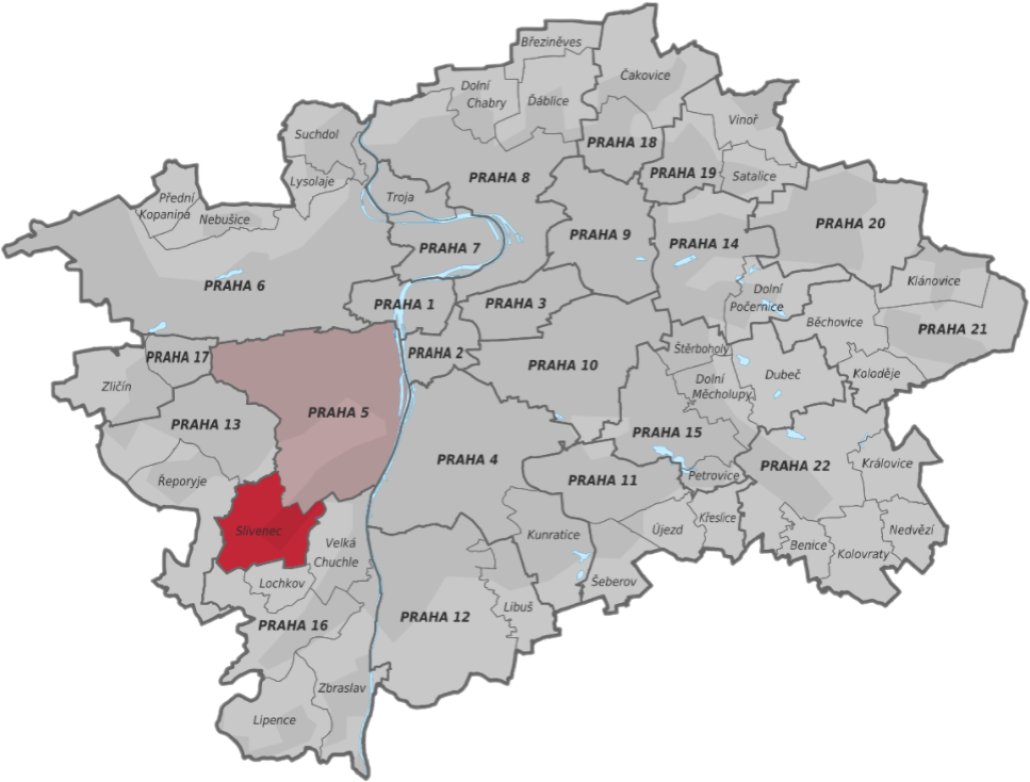 Březiněves
Čakovice
Dolní
Chabry
Ďáblice
Vinoř
Suchdol
PRAHA 18
Lysolaje
PRAHA 8
PRAHA 19
Satalice
Přední
Kopanina
Nebušice
Troja
PRAHA 20
PRAHA 9
PRAHA 7
PRAHA 14
PRAHA 6
Klánovice
Dolní
Počernice
PRAHA 1
PRAHA 3
Běchovice
PRAHA 21
PRAHA 17
PRAHA 2
Štěrboholy
PRAHA 10
Dubeč
Koloděje
Zličín
Dolní
Měcholupy
PRAHA 5
PRAHA 13
PRAHA 15
PRAHA 4
PRAHA 22
Královice
Řeporyje
PRAHA 11
Petrovice
Slivenec
Velká
Chuchle
Kunratice
Újezd
Křeslice
Nedvězí
Benice
Kolovraty
Lochkov
Šeberov
Libuš
PRAHA 16
PRAHA 12
Zbraslav
Lipence